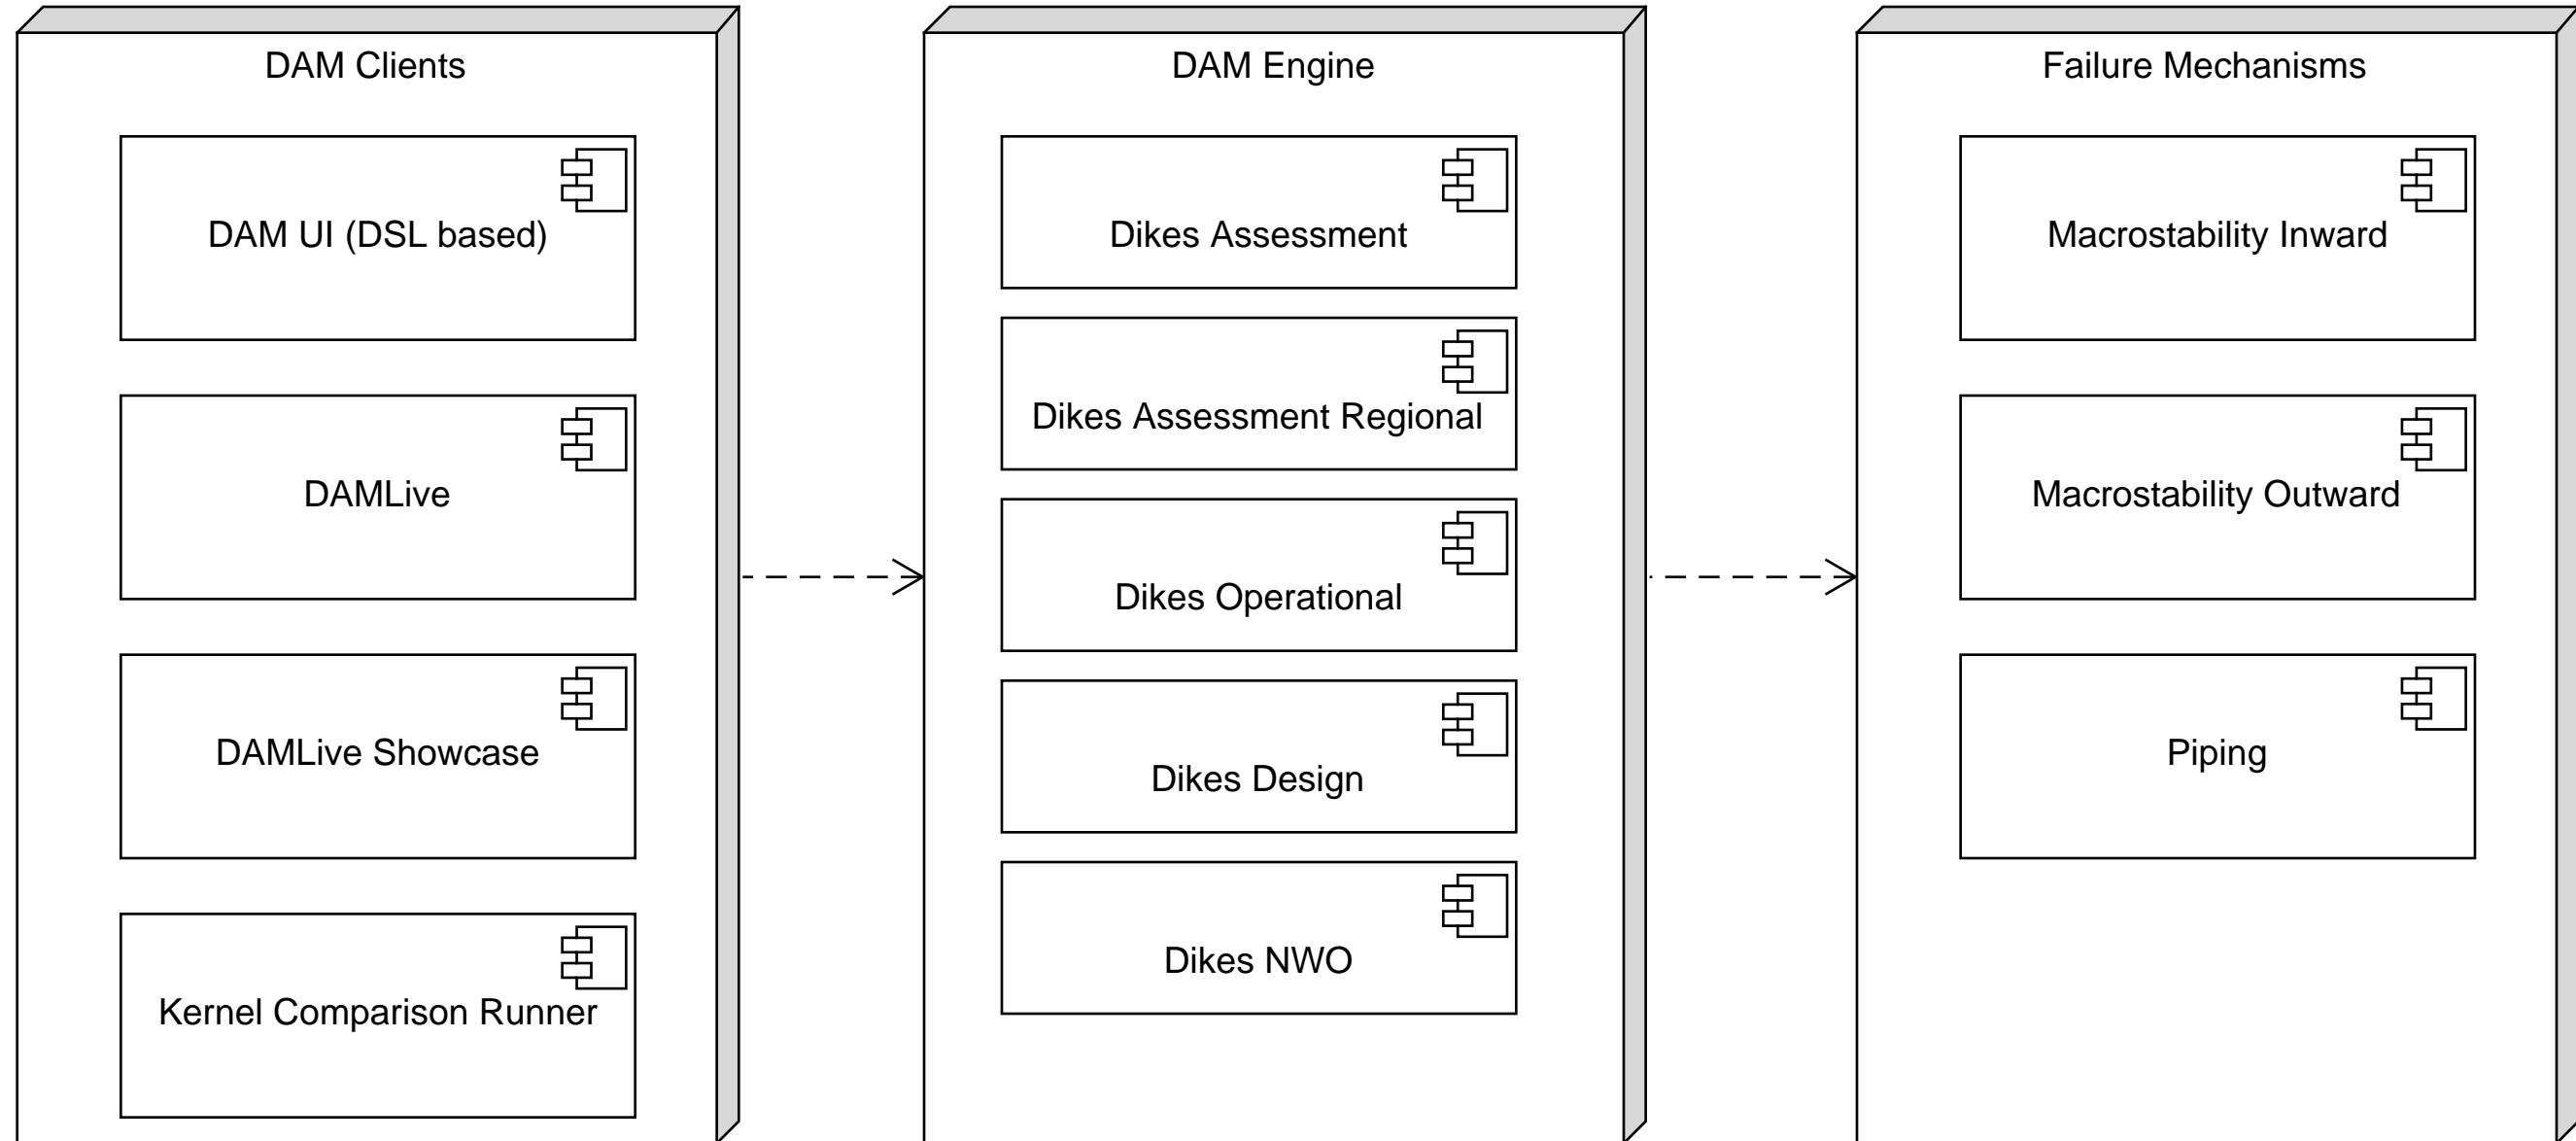 DAM Clients
DAM UI (DSL based)
DAMLive
DAMLive Showcase
Kernel Comparison Runner
DAM Engine
Dikes Assessment
Dikes Assessment Regional
Dikes Operational
Dikes Design
Dikes NWO
Failure Mechanisms
Macrostability Inward
Macrostability Outward
Piping